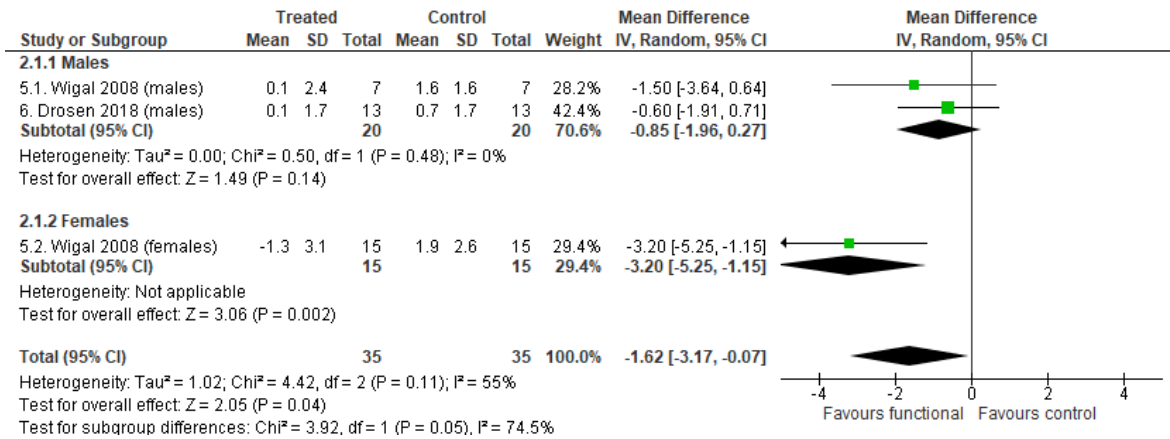 Treated Control Mean Difference Mean Difference
Study or Subgroup Mean SD Total Mean SD Total Weight IV, Random, 95% CI IV, Random, 95% CI
2.1.1 Males
5.1. Wigal 2008 (males) 0.1 2.4 7 1.6 1.6 7 28.2% -1.50 [-3.64, 0.64]
6. Drosen 2018 (males) 0.1 1.7 13 0.7 1.7 13 42.4% -0.60 [-1.91, 0.71]
Subtotal (95% CI) 20 20 70.6% -0.85 [-1.96, 0.27]
Heterogeneity: Tau² = 0.00; Chi² = 0.50, df = 1 (P = 0.48); I² = 0%
Test for overall effect: Z = 1.49 (P = 0.14)
2.1.2 Females
5.2. Wigal 2008 (females) -1.3 3.1 15 1.9 2.6 15 29.4% -3.20 [-5.25, -1.15]
Subtotal (95% CI) 15 15 29.4% -3.20 [-5.25, -1.15]
Heterogeneity: Not applicable
Test for overall effect: Z = 3.06 (P = 0.002)
Total (95% CI) 35 35 100.0% -1.62 [-3.17, -0.07]
Heterogeneity: Tau² = 1.02; Chi² = 4.42, df = 2 (P = 0.11); I² = 55%
Test for overall effect: Z = 2.05 (P = 0.04)
Test for subgroup differences: Chi² = 3.92, df = 1 (P = 0.05), I² = 74.5%
-4 -2 0 2 4
Favours functional Favours control